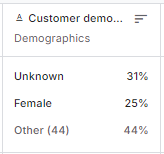 A Customer demo...
Demographics
Unknown 31%
Female 25%
Other (44) 44%